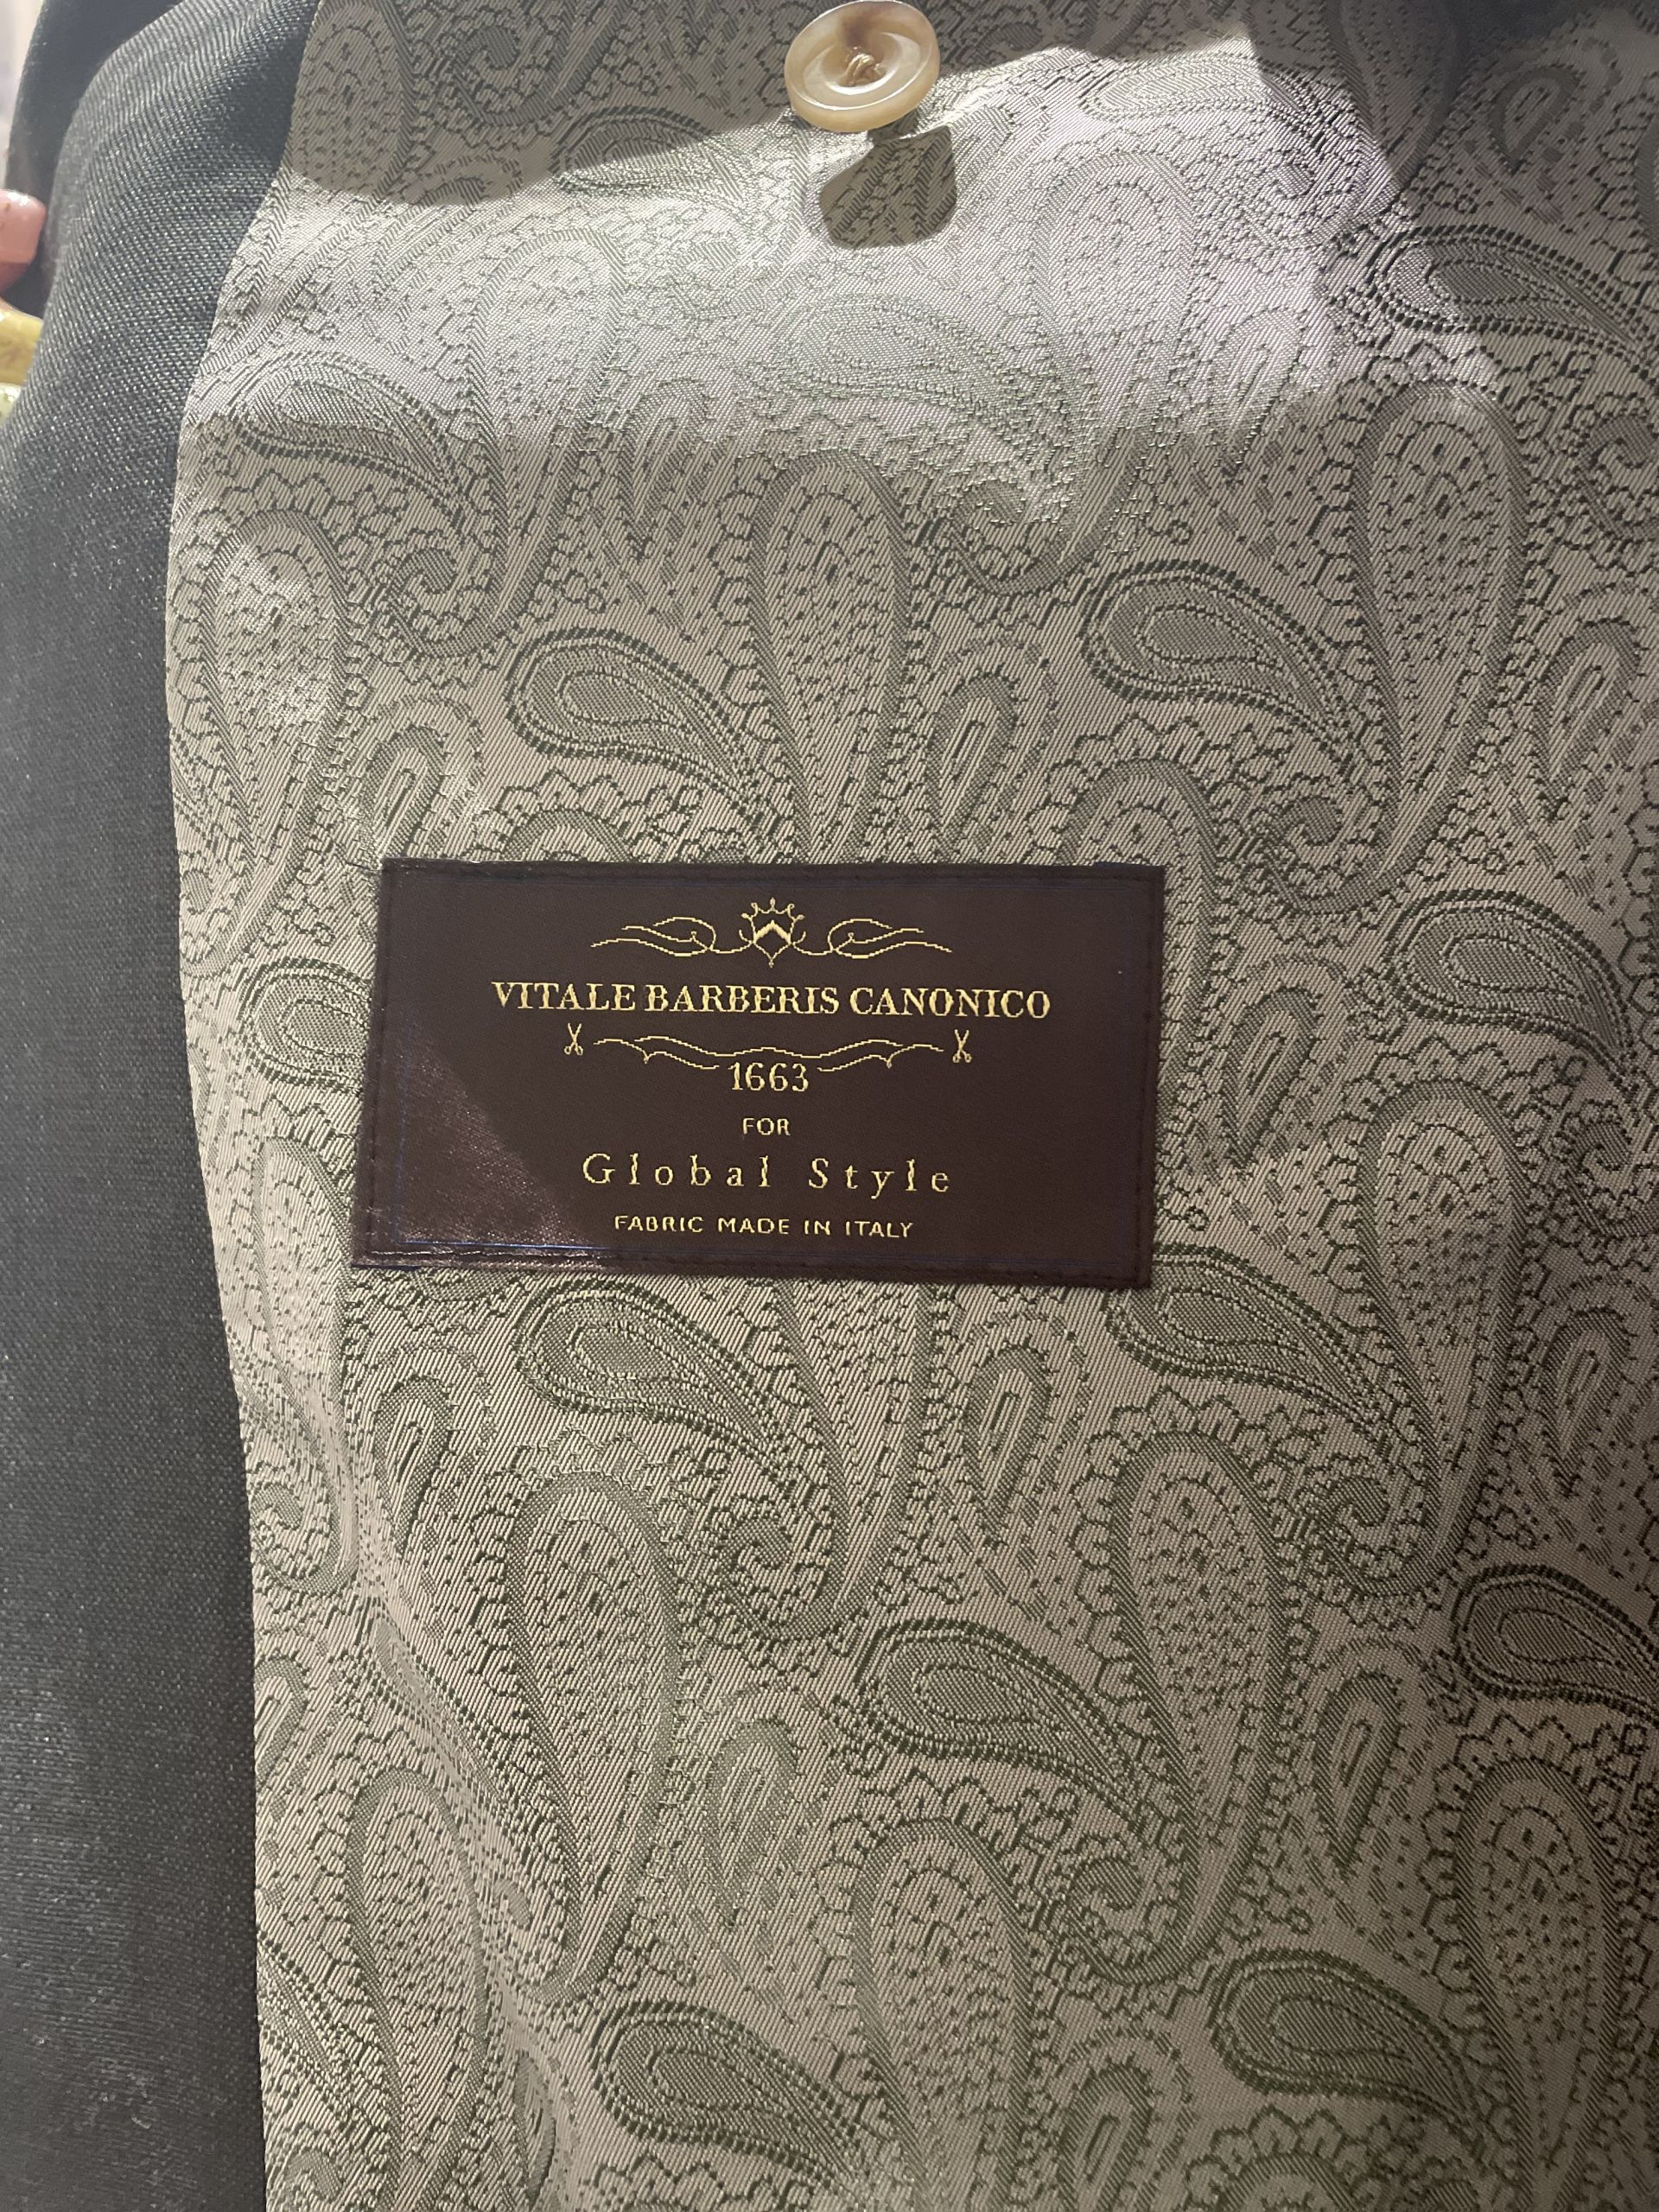 VITALE BARBERIS CANONICO
1663
FOR
Global Style
FABRIC MADE IN ITALY